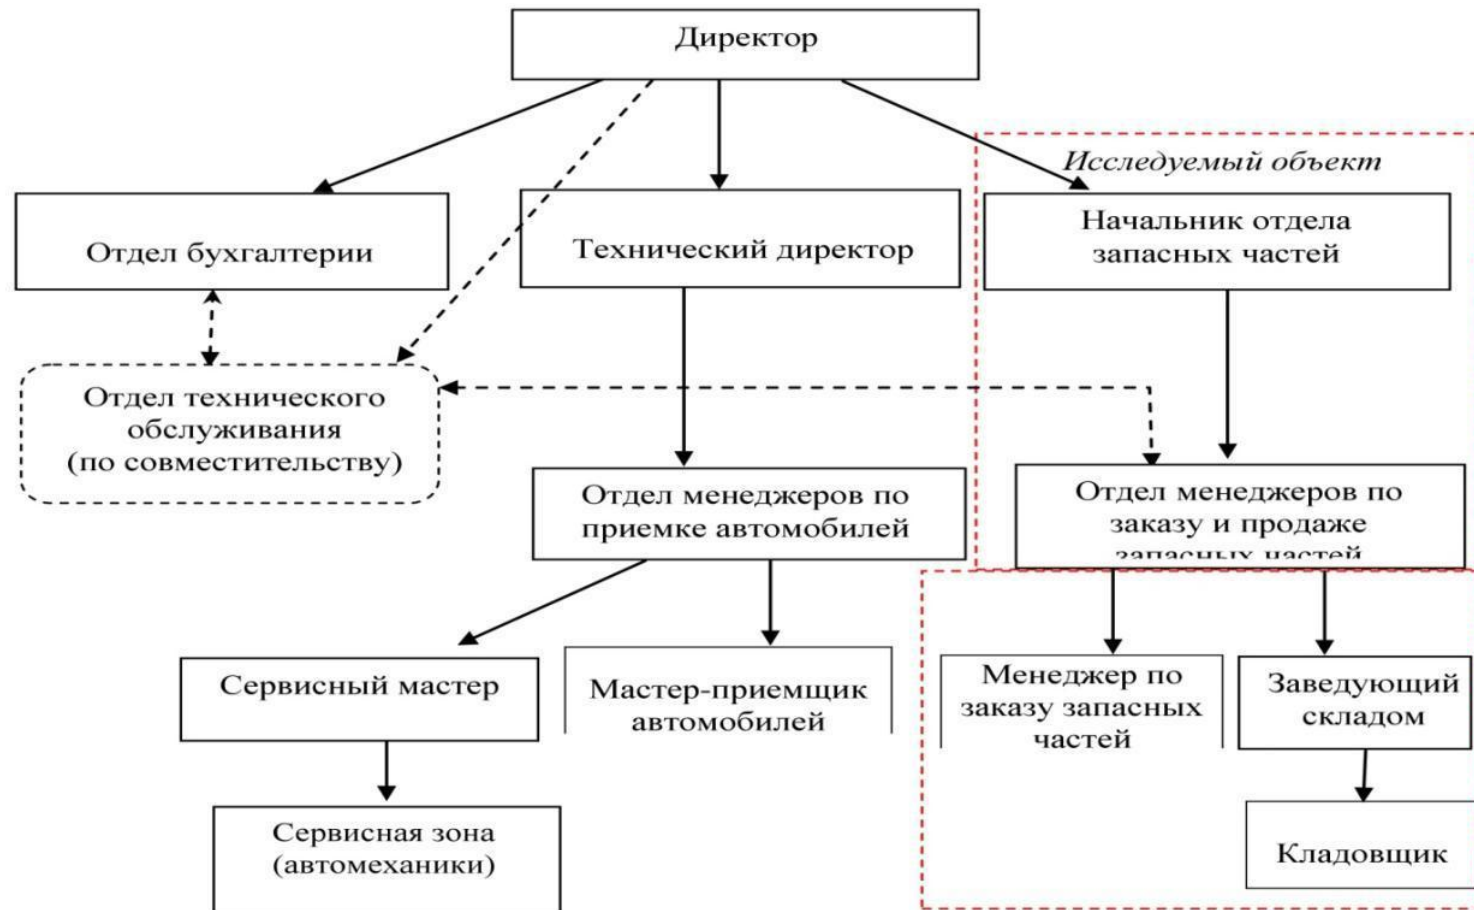 Директор
Исследуемый объект
Отдел бухгалтерии
Технический директор
Начальник отдела
запасных частей
Отдел технического
обслуживания
(по совместительству)
Отдел менеджеров по
приемке автомобилей
Отдел менеджеров по
заказу и продаже
запасных частей
Сервисный мастер
Мастер-приемщик
автомобилей
Менеджер по
заказу запасных
частей
Заведующий
складом
Сервисная зона
(автомеханики)
Кладовщик